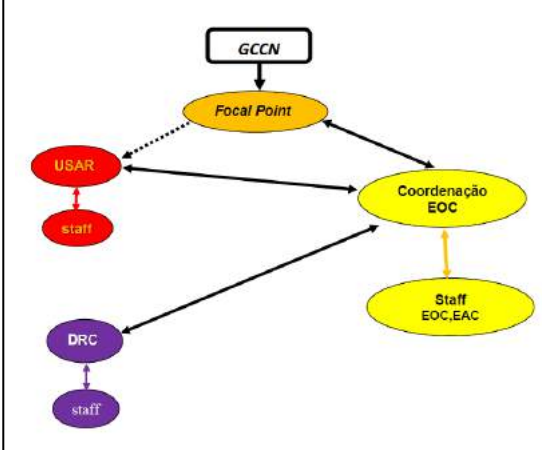 GCCN
Focal Point
USAR
staff
Coordenação
EOC
Staff
EOC,EAC
DRC
staff